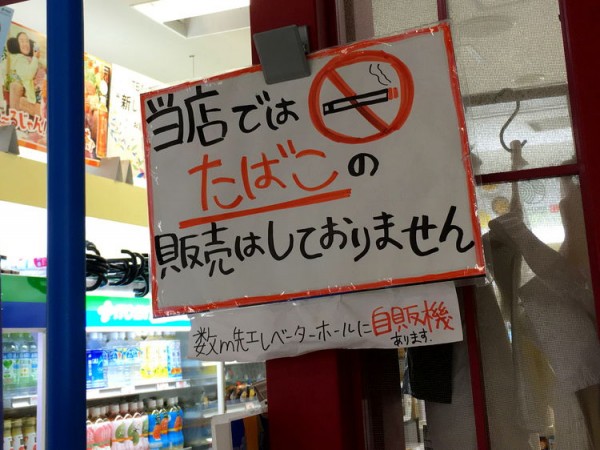 当店では
たばこの
販売はしておりません
数m先エレベーターホールに自販機
あります.